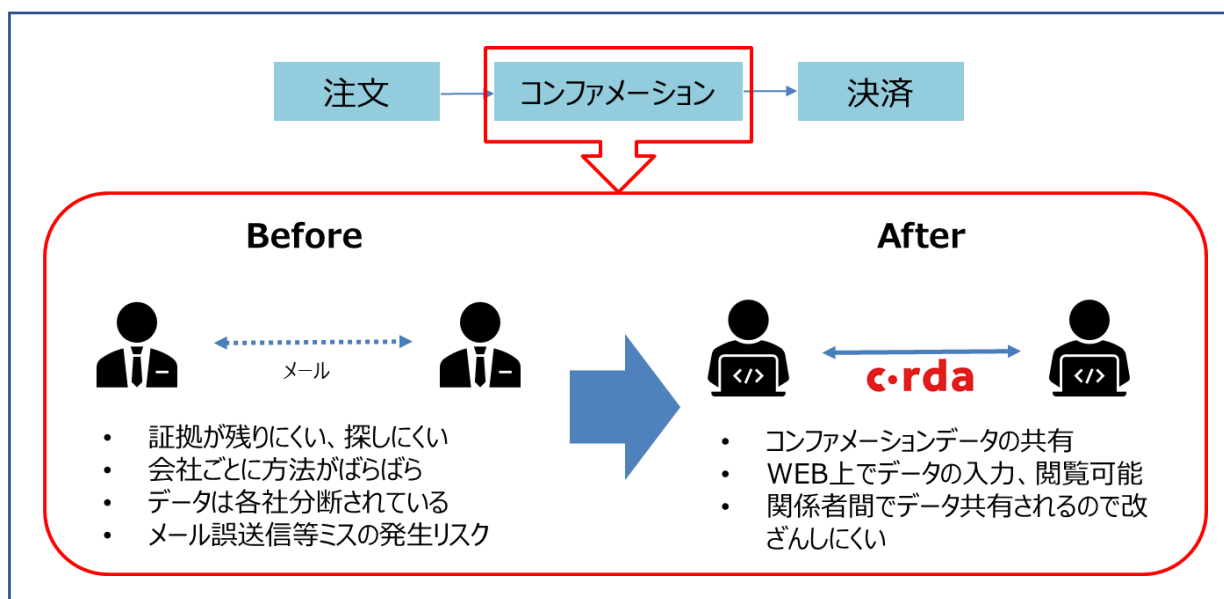 注文
コンファメーション
決済
Before
After
メール
c·rda
</>
</>
• 証拠が残りにくい、探しにくい
• 会社ごとに方法がばらばら
• データは各社分断されている
• メール誤送信等ミスの発生リスク
• コンファメーションデータの共有
• WEB上でデータの入力、閲覧可能
• 関係者間でデータ共有されるので改
ざんしにくい